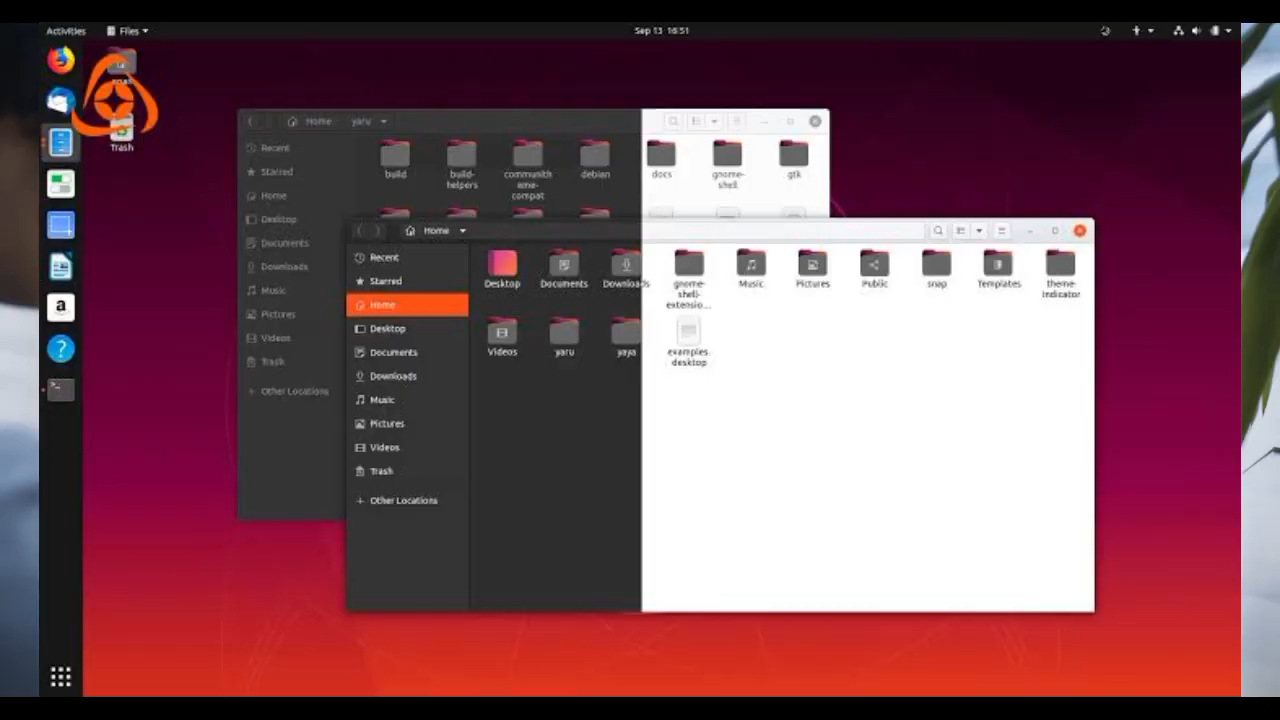 Activities
Files
Sep 13 16:51
Trash
Home
yaru
Recent
Starred
Home
Desktop
Documents
Downloads
Music
Pictures
Videos
Trash
Other Locations
build
build-
helpers
communith
eme-
compat
debian
docs
gnome-
shell
gtk
Home
Recent
Starred
Home
Desktop
Documents
Downloads
Music
Pictures
Videos
Trash
Other Locations
Desktop
Documents
Downloads
gnome-
shell-
extensio...
Music
Pictures
Public
snap
Templates
theme-
indicator
Videos
yaru
yaya
examples.
desktop